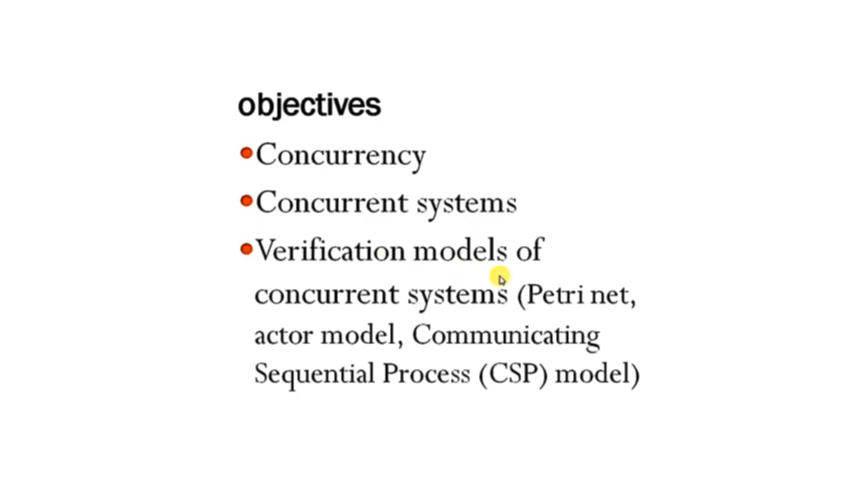 objectives
•Concurrency
•Concurrent systems
•Verification models of
concurrent systems (Petri net,
actor model, Communicating
Sequential Process (CSP) model)